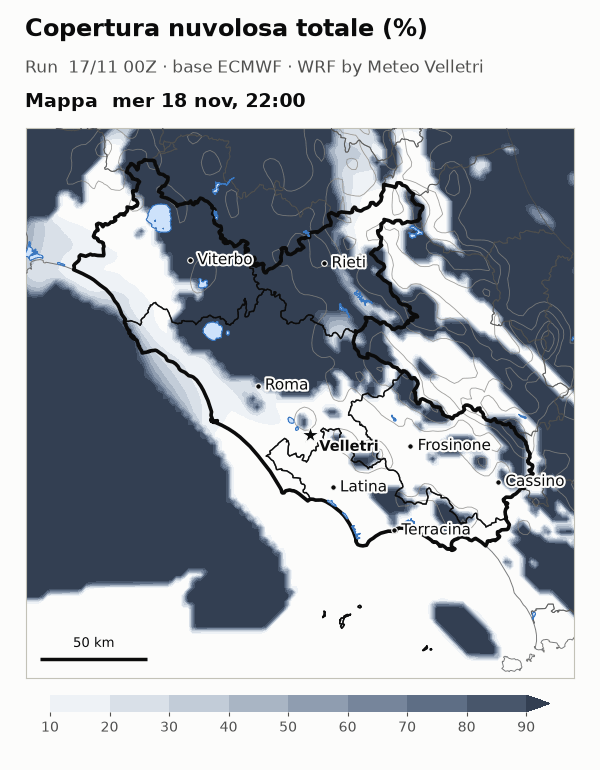 Copertura nuvolosa totale (%)
Run 17/11 00Z · base ECMWF · WRF by Meteo Velletri
Mappa mer 18 nov, 22:00
Viterbo
Rieti
Roma
Velletri
Frosinone
Cassino
Latina
Terracina
50 km
10 20 30 40 50 60 70 80 90